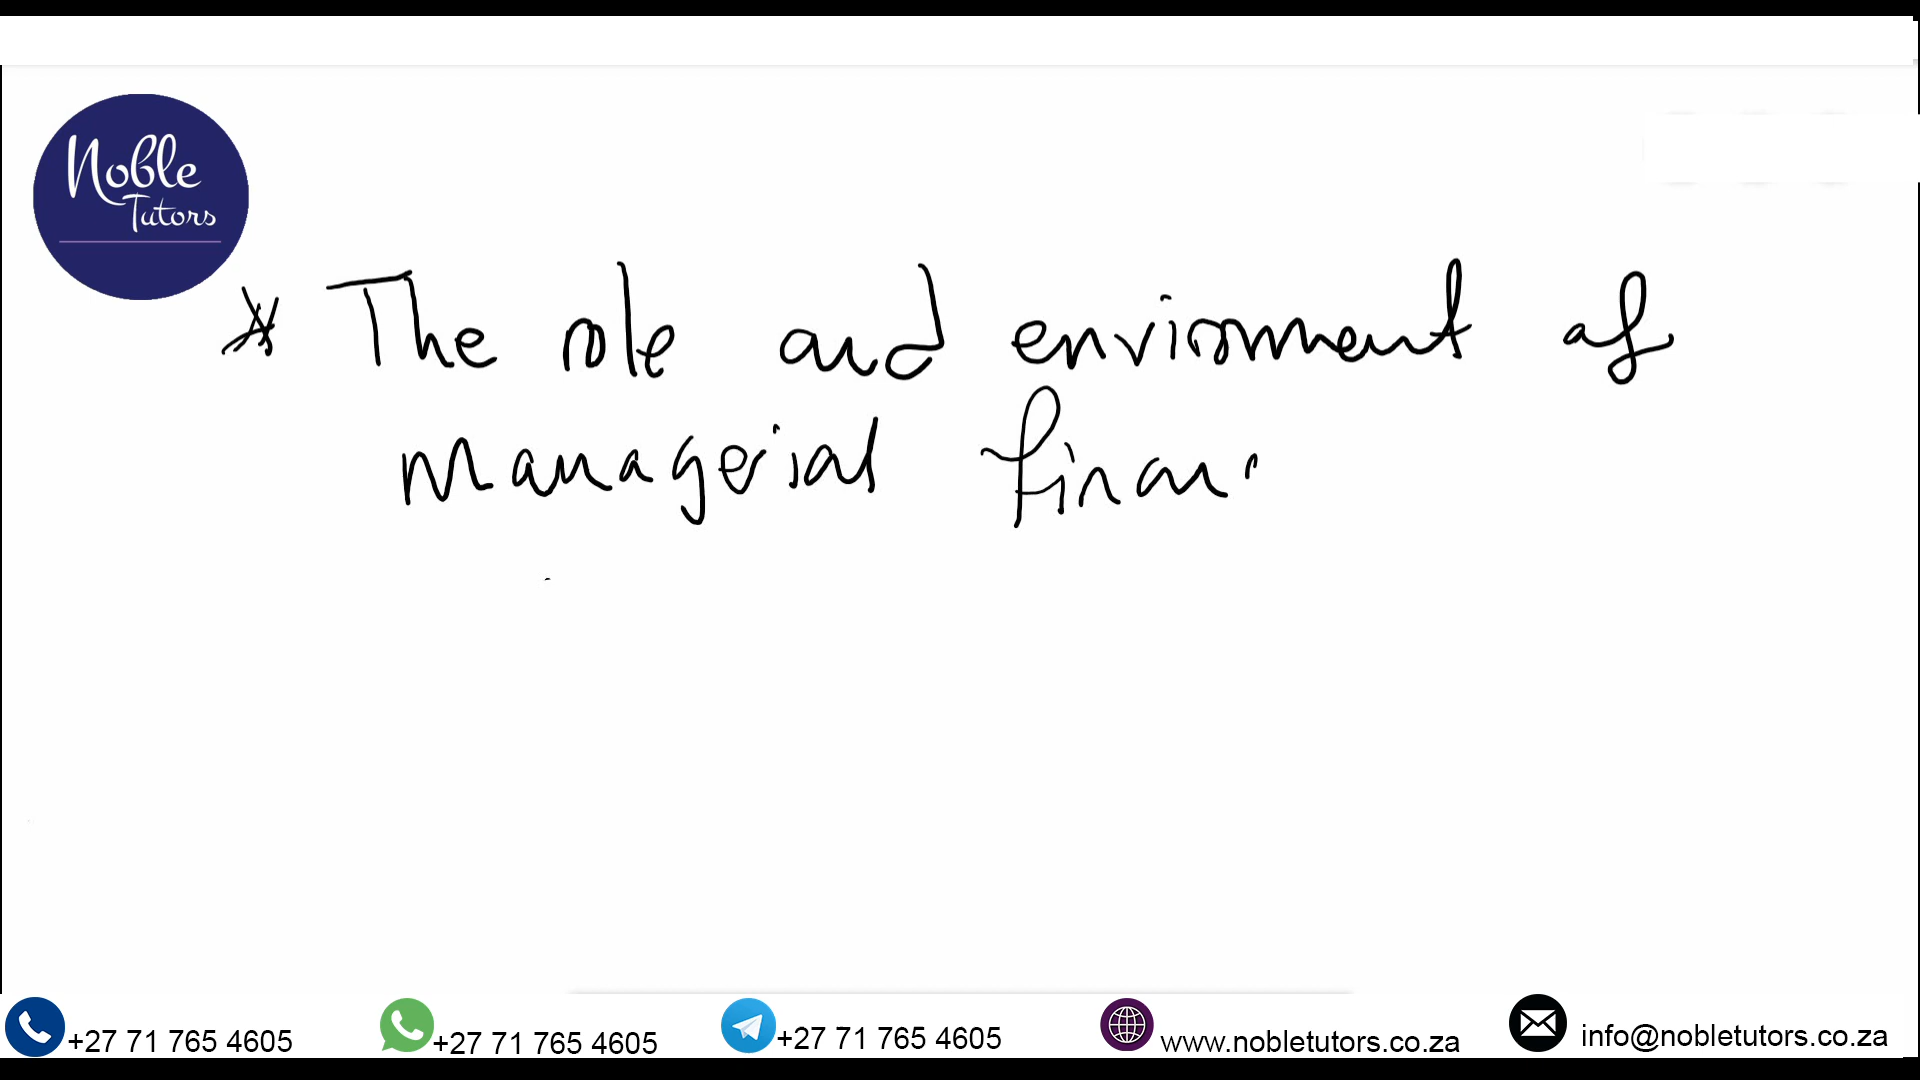 Noble
Tutors
* The role and environment of
managerial finan
+27 71 765 4605
+27 71 765 4605
+27 71 765 4605
www.nobletutors.co.za
info@nobletutors.co.za